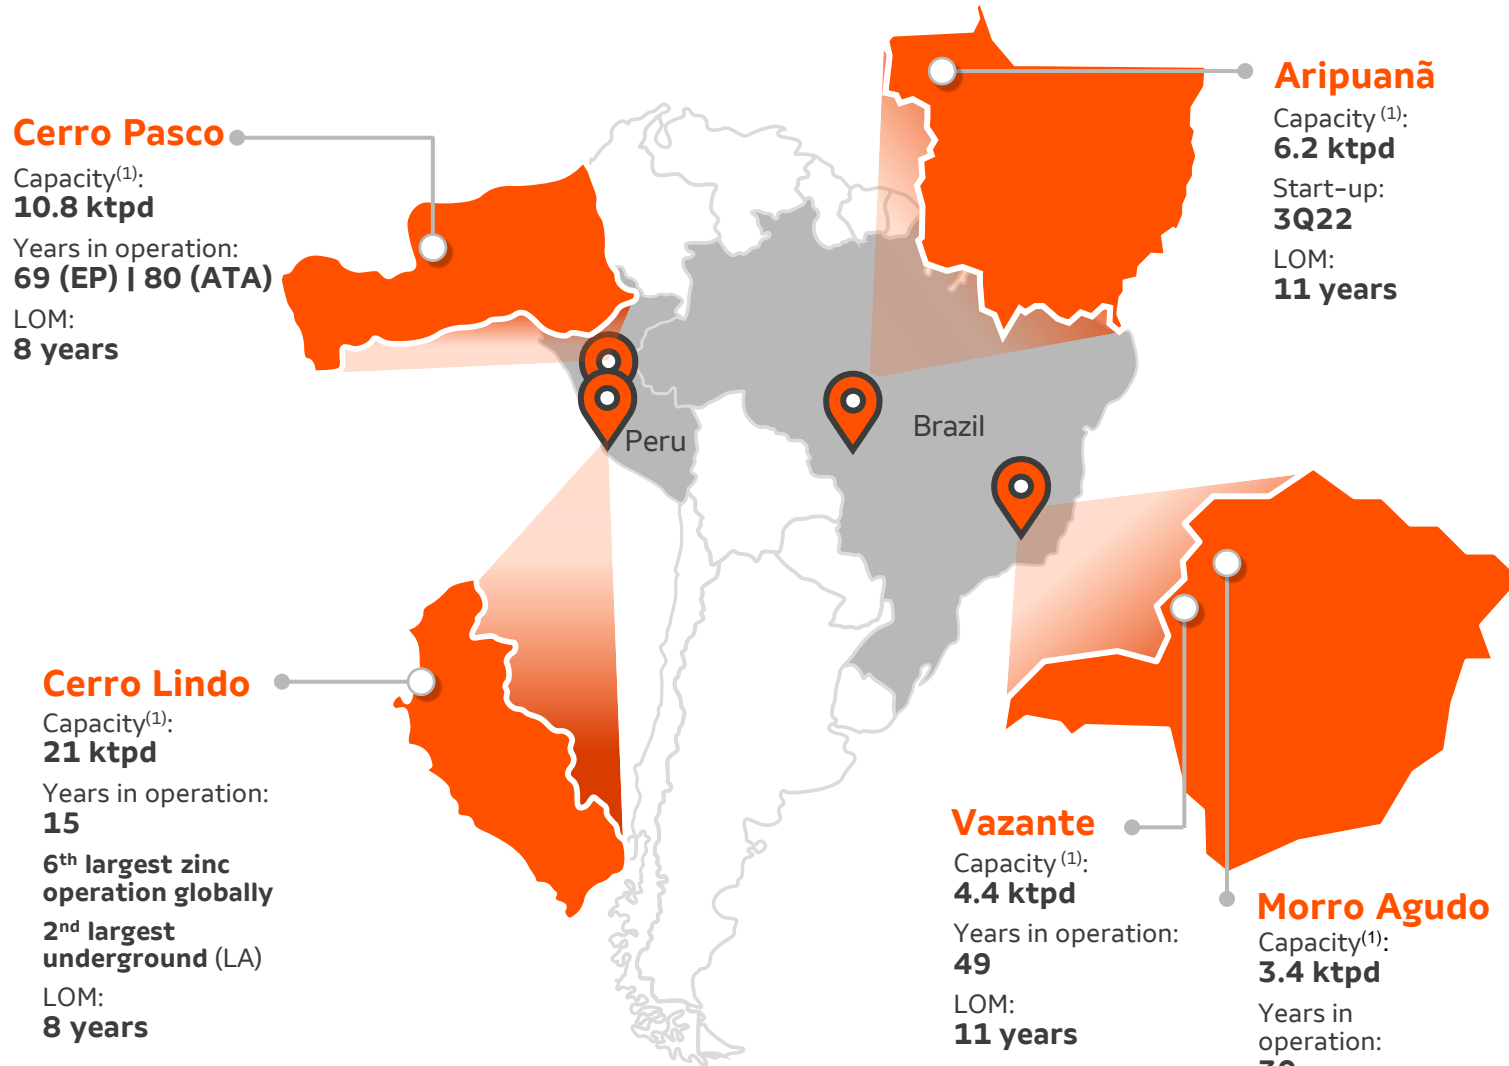 Cerro Pasco
Capacity(1):
10.8 ktpd
Years in operation:
69 (EP) | 80 (ATA)
LOM:
8 years
Aripuanã
Capacity (1):
6.2 ktpd
Start-up:
3Q22
LOM:
11 years
Peru
Brazil
Cerro Lindo
Capacity(1):
21 ktpd
Years in operation:
15
6th largest zinc
operation globally
2nd largest
underground (LA)
LOM:
8 years
Vazante
Capacity (1):
4.4 ktpd
Years in operation:
49
LOM:
11 years
Morro Agudo
Capacity(1):
3.4 ktpd
Years in
operation: